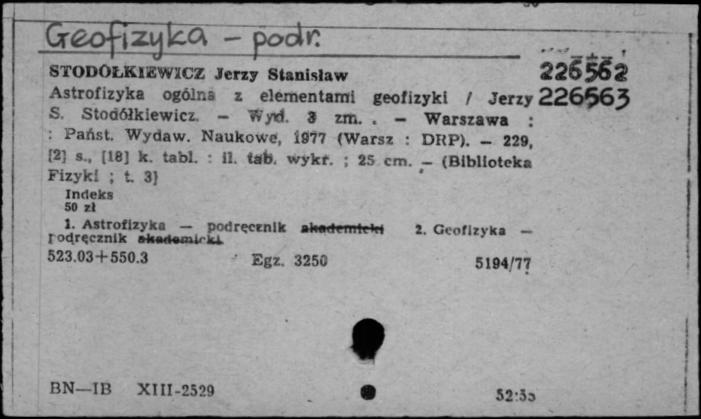 Geofizyka - podr.
STODÓŁKIEWICZ Jerzy Stanisław 226562
Astrofizyka ogólna z elementami geofizyki / Jerzy 226563
S. Stodółkiewicz. — Wyd. 3 zm. . — Warszawa :
: Państ. Wydaw. Naukowe, 1977 (Warsz : DRP). — 229,
[2] s., [18] k. tabl. : il. tab. wykr. ; 25 cm. — (Biblioteka
Fizyki ; t. 3)
Indeks
50 zł
1. Astrofizyka — podręcznik akademicki 2. Geofizyka —
podręcznik akademicki
523.03+550.3 Egz. 3250 5194/77
BN—IB XIII-2529